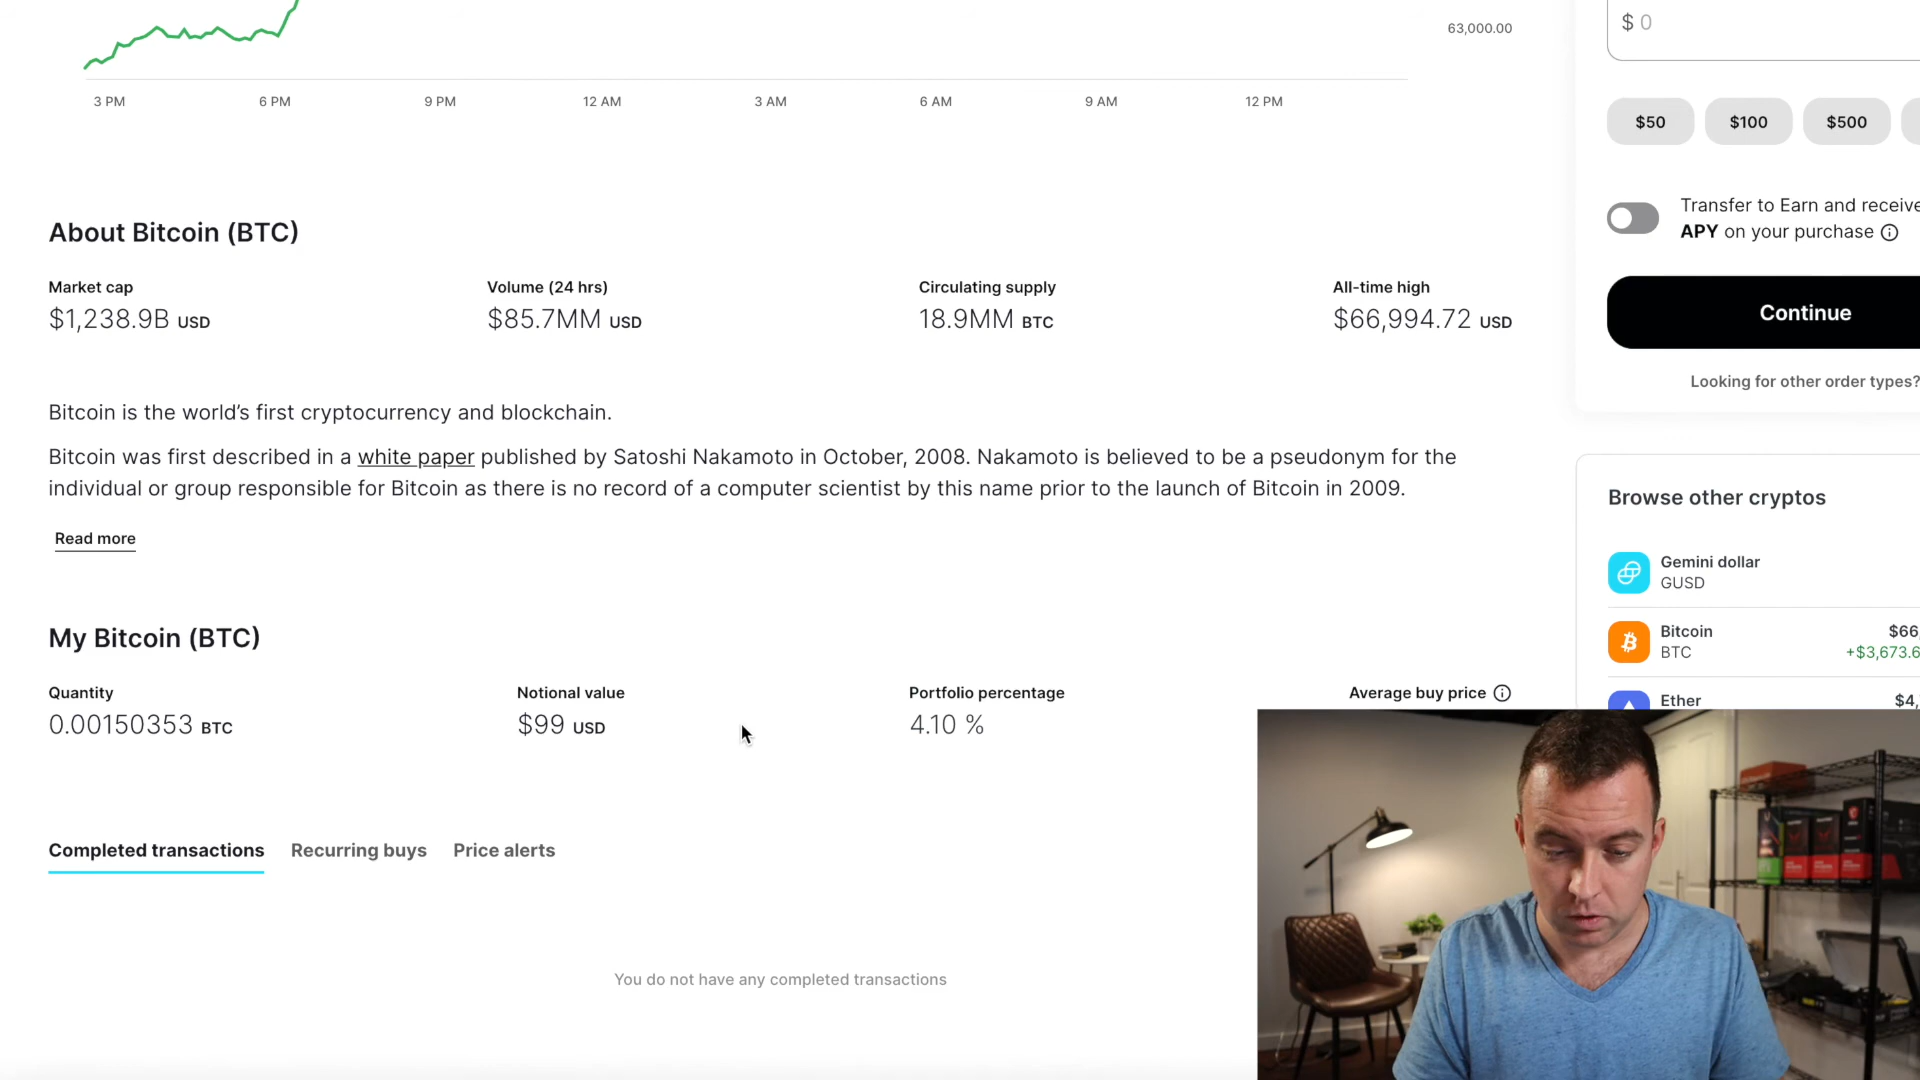 63,000.00
3 PM 6 PM 9 PM 12 AM 3 AM 6 AM 9 AM 12 PM
About Bitcoin (BTC)
Market cap Volume (24 hrs) Circulating supply All-time high
$1,238.9B USD $85.7MM USD 18.9MM BTC $66,994.72 USD
Bitcoin is the world's first cryptocurrency and blockchain.
Bitcoin was first described in a white paper published by Satoshi Nakamoto in October, 2008. Nakamoto is believed to be a pseudonym for the
individual or group responsible for Bitcoin as there is no record of a computer scientist by this name prior to the launch of Bitcoin in 2009.
Read more
My Bitcoin (BTC)
Quantity Notional value Portfolio percentage Average buy price
0.00150353 BTC $99 USD 4.10 %
Completed transactions Recurring buys Price alerts
You do not have any completed transactions
$ 0
$50 $100 $500
Transfer to Earn and receive
APY on your purchase
Continue
Looking for other order types?
Browse other cryptos
Gemini dollar
GUSD
Bitcoin $66,
BTC +$3,673.6
Ether $4,